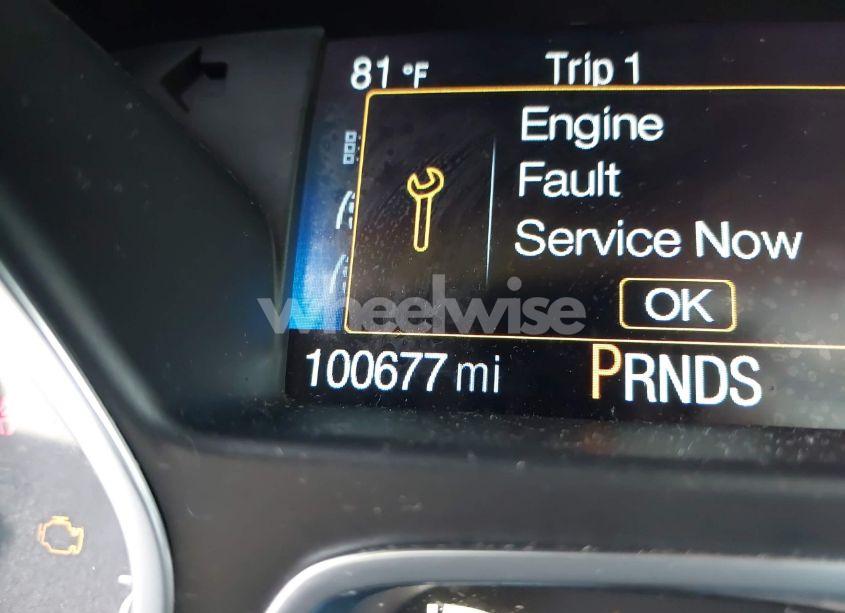 81 °F Trip 1
Engine
Fault
Service Now
OK
wheelwise
100677 mi PRNDS